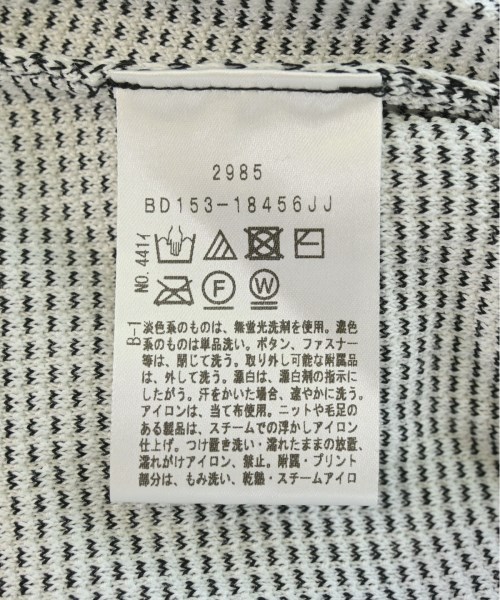 2985
BD153-18456JJ
NO.441イ
F W
B-1
淡色系のものは、無蛍光洗剤を使用。濃色
系のものは単品洗い。ボタン、ファスナー
等は、閉じて洗う。取り外し可能な附属品
は、外して洗う。漂白は、漂白剤の指示に
したがう。汗をかいた場合、速やかに洗う。
アイロンは、当て布使用。ニットや毛足の
ある製品は、スチームでの浮かしアイロン
仕上げ。つけ置き洗い・濡れたままの放置、
濡れがけアイロン、禁止。附属・プリント
部分は、もみ洗い、乾熱・スチームアイロ